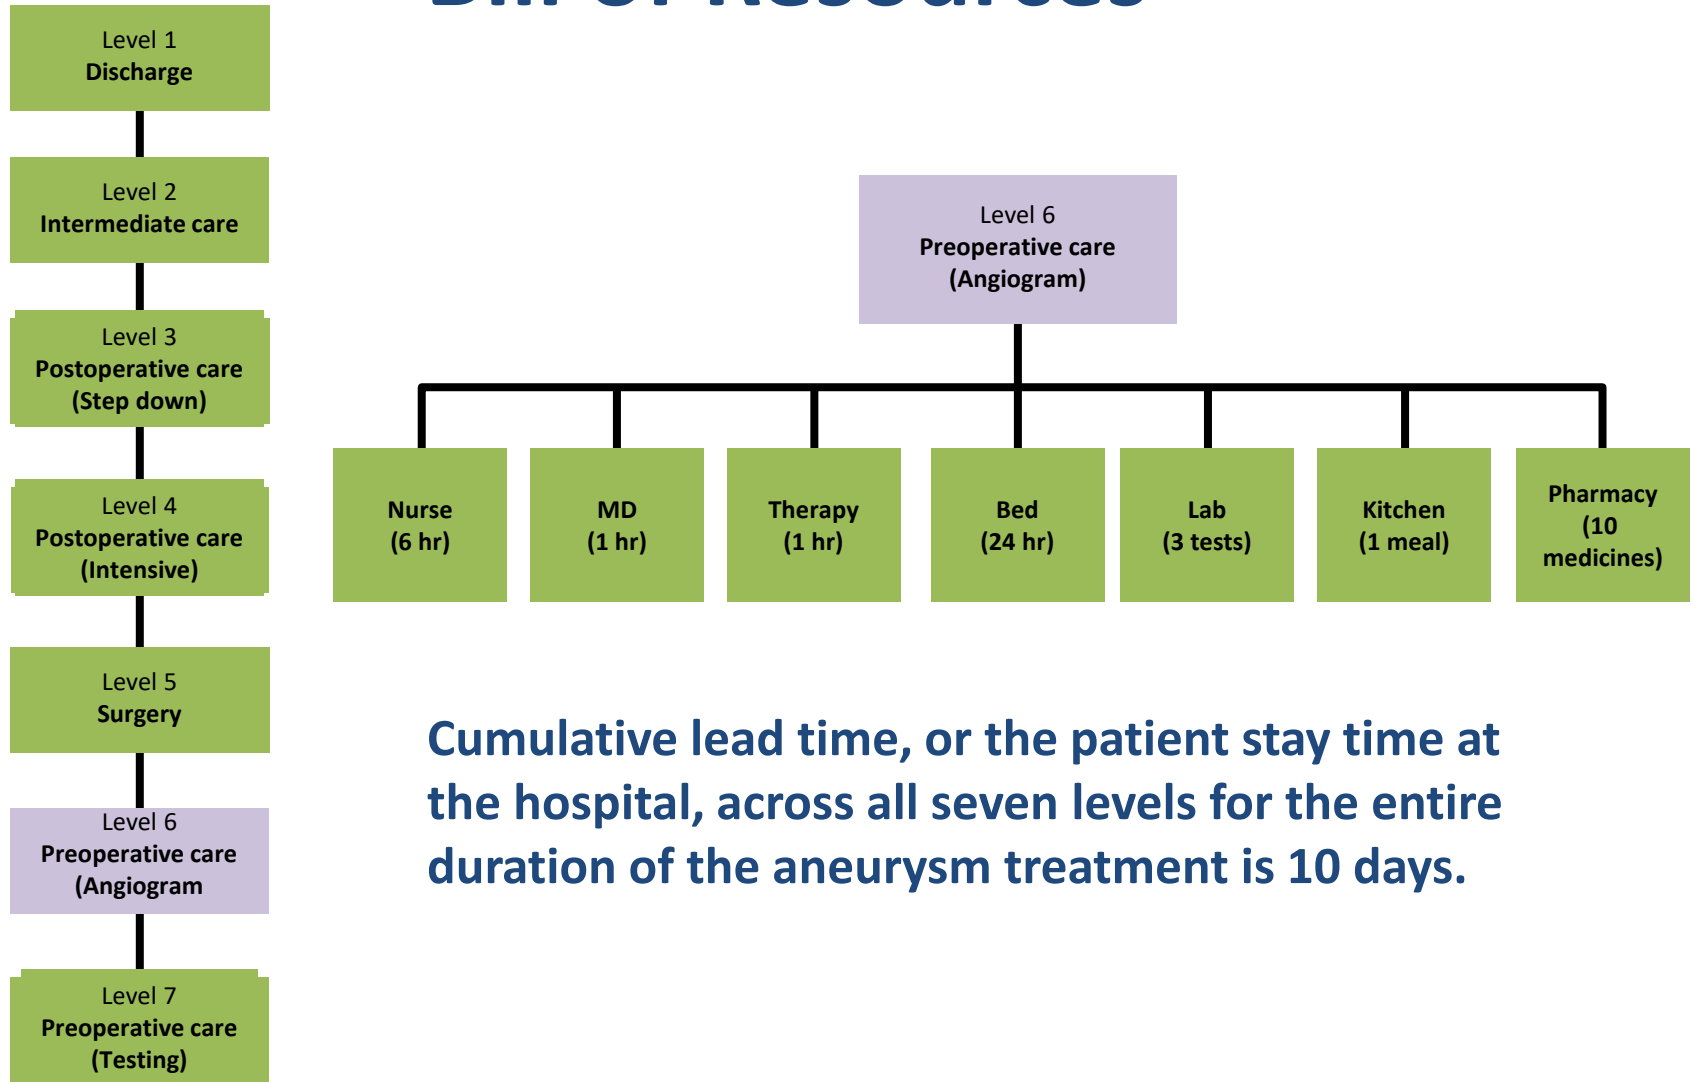 Bill of Resources
Level 1
Discharge
Level 2
Intermediate care
Level 3
Postoperative care
(Step down)
Level 4
Postoperative care
(Intensive)
Level 5
Surgery
Level 6
Preoperative care
(Angiogram
Level 7
Preoperative care
(Testing)
Level 6
Preoperative care
(Angiogram)
Nurse
(6 hr)
MD
(1 hr)
Therapy
(1 hr)
Bed
(24 hr)
Lab
(3 tests)
Kitchen
(1 meal)
Pharmacy
(10
medicines)
Cumulative lead time, or the patient stay time at
the hospital, across all seven levels for the entire
duration of the aneurysm treatment is 10 days.